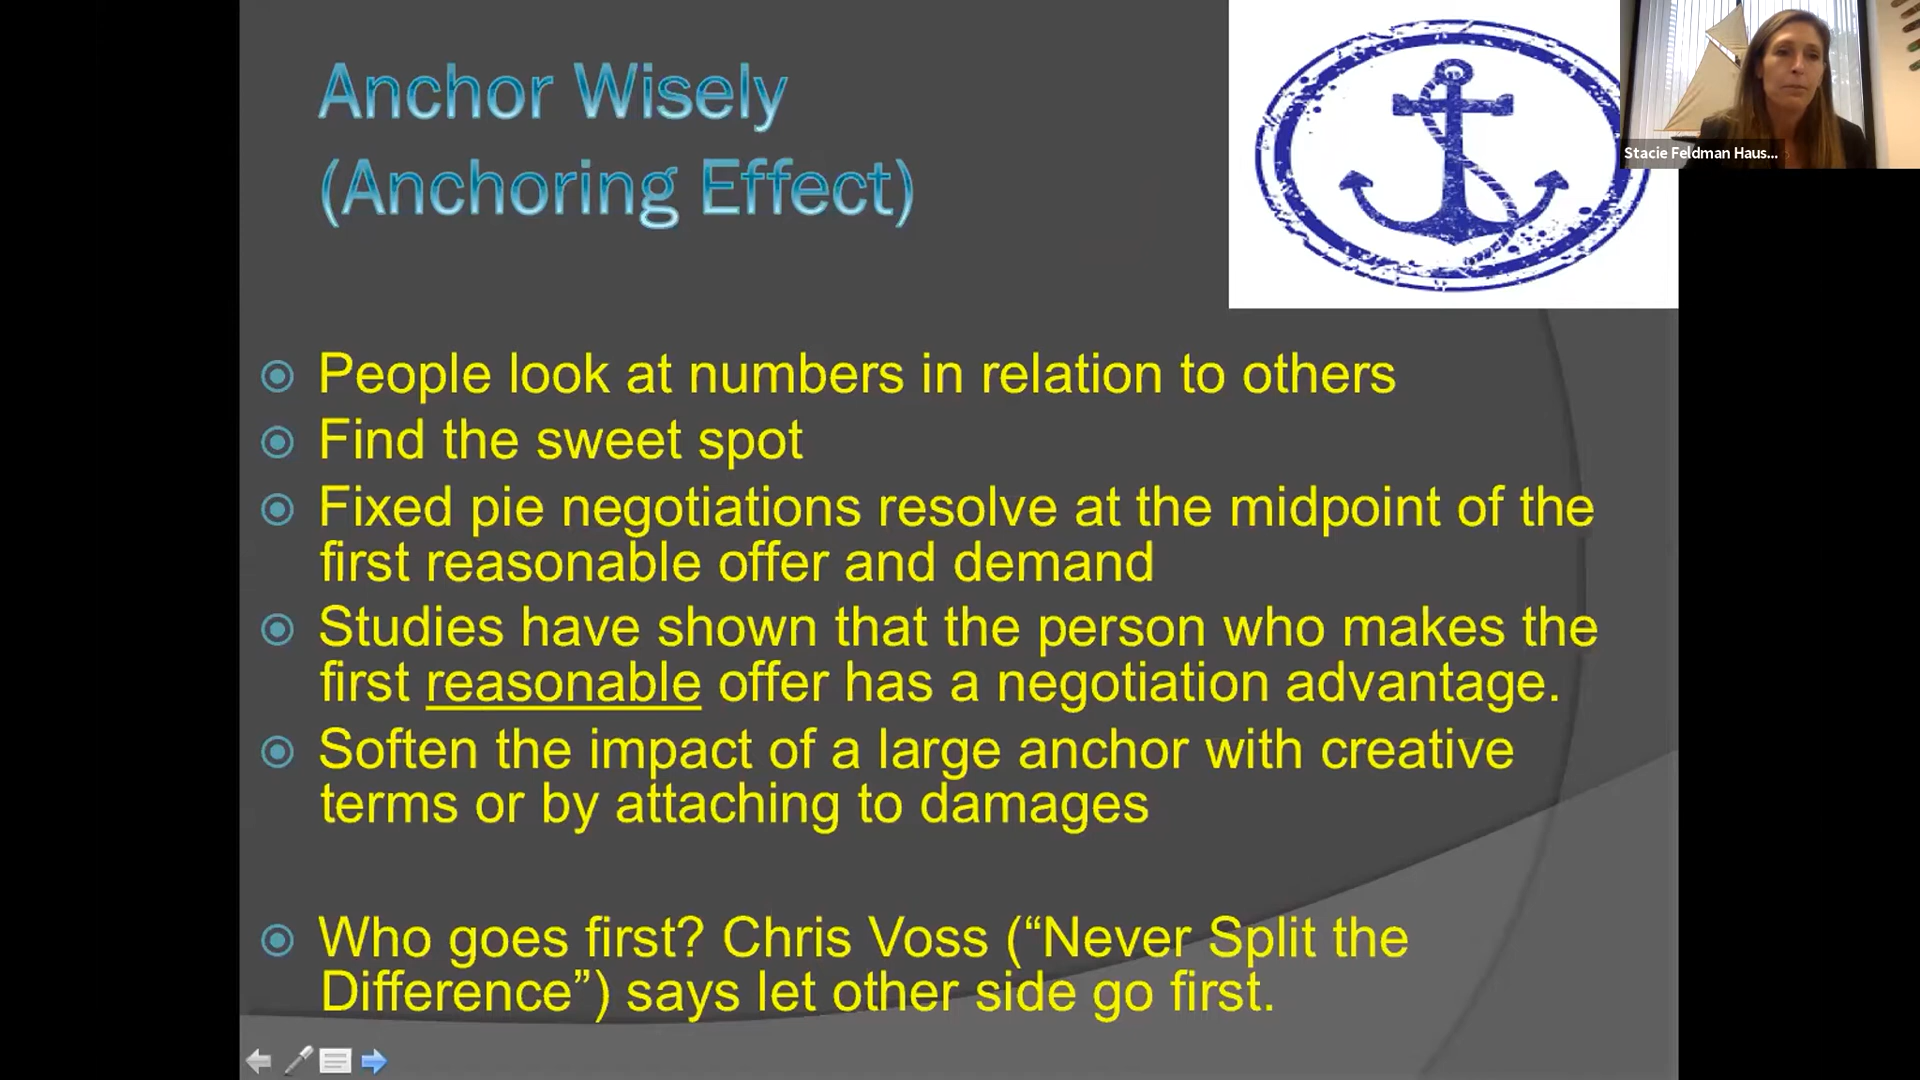 Anchor Wisely
(Anchoring Effect)
Stacie Feldman Haus...
People look at numbers in relation to others
Find the sweet spot
Fixed pie negotiations resolve at the midpoint of the
first reasonable offer and demand
Studies have shown that the person who makes the
first reasonable offer has a negotiation advantage.
Soften the impact of a large anchor with creative
terms or by attaching to damages
Who goes first? Chris Voss (“Never Split the
Difference”) says let other side go first.